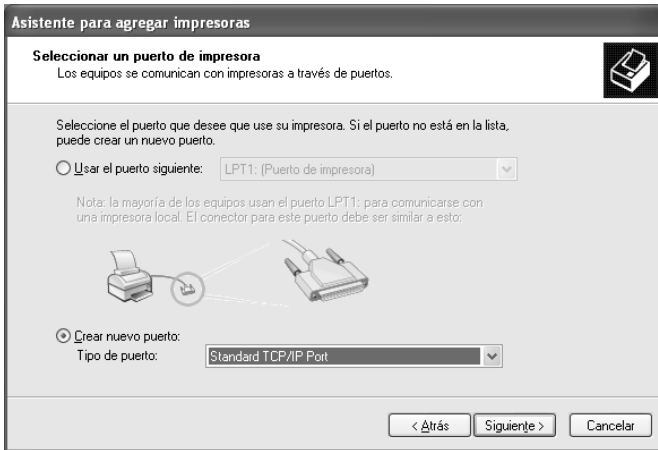 Asistente para agregar impresoras
Seleccionar un puerto de impresora
Los equipos se comunican con impresoras a través de puertos.
Seleccione el puerto que desee que use su impresora. Si el puerto no está en la lista,
puede crear un nuevo puerto.
Usar el puerto siguiente: LPT1: (Puerto de impresora)
Nota: la mayoría de los equipos usan el puerto LPT1: para comunicarse con
una impresora local. El conector para este puerto debe ser similar a esto:
Crear nuevo puerto:
Tipo de puerto: Standard TCP/IP Port
< Atrás Siguiente > Cancelar